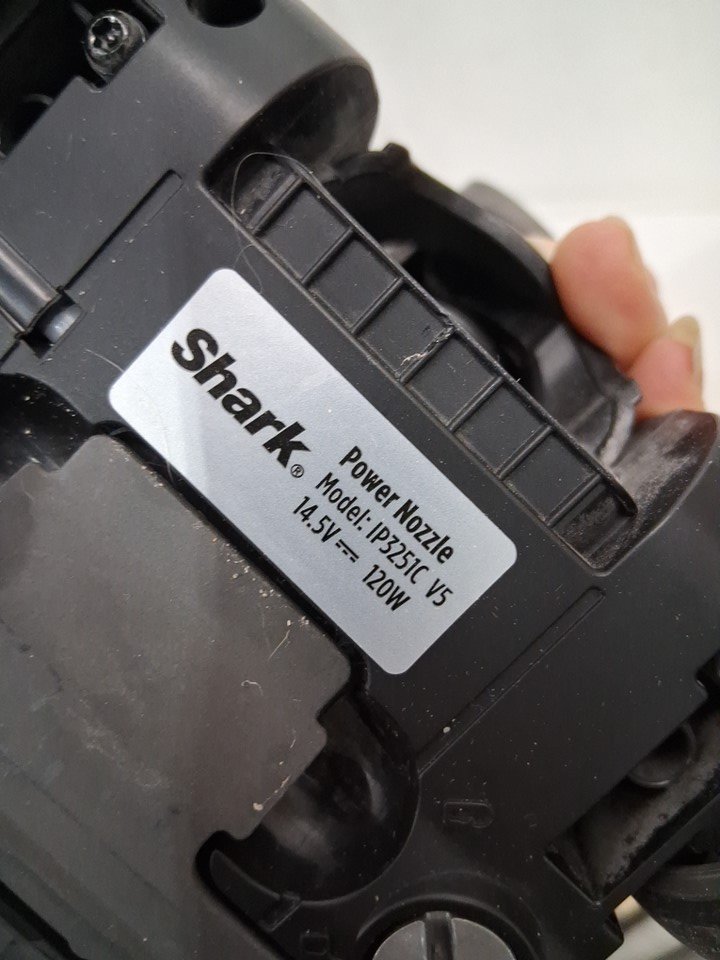 Shark®
Power Nozzle
Model: IP3251C V5
14.5V⎓ 120W